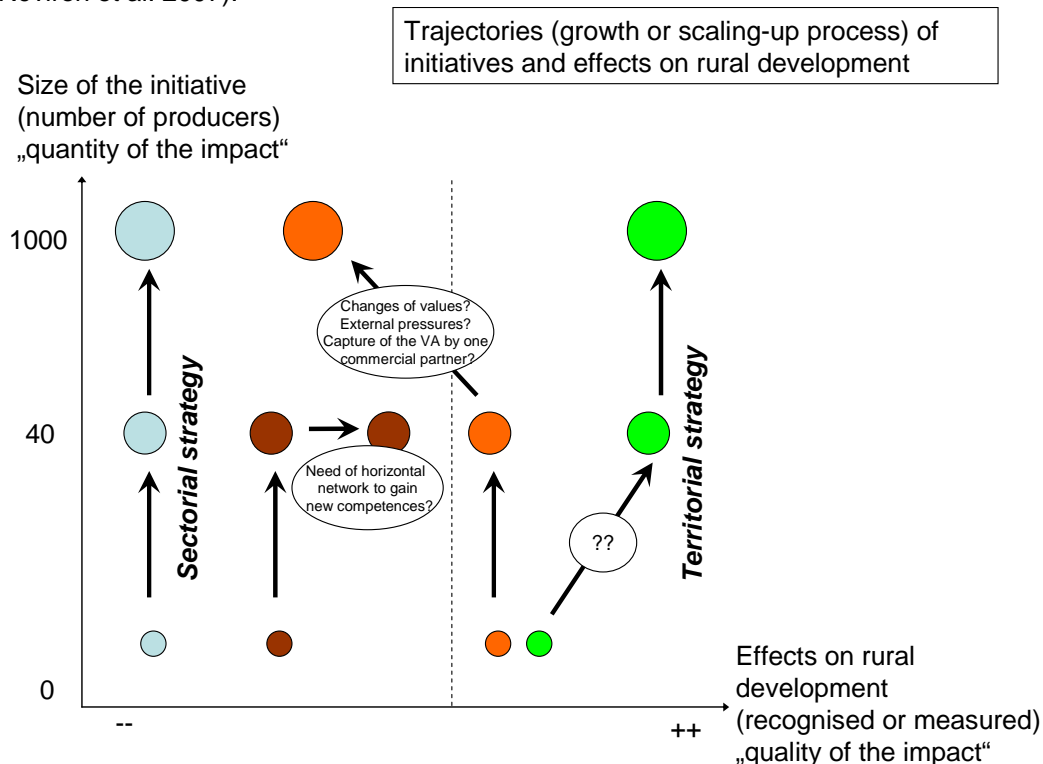 Trajectories (growth or scaling-up process) of
initiatives and effects on rural development
Size of the initiative
(number of producers)
„quantity of the impact“
1000
40
0
Sectorial strategy
Changes of values?
External pressures?
Capture of the VA by one
commercial partner?
Need of horizontal
network to gain
new competences?
??
Territorial strategy
--
++
Effects on rural
development
(recognised or measured)
„quality of the impact“